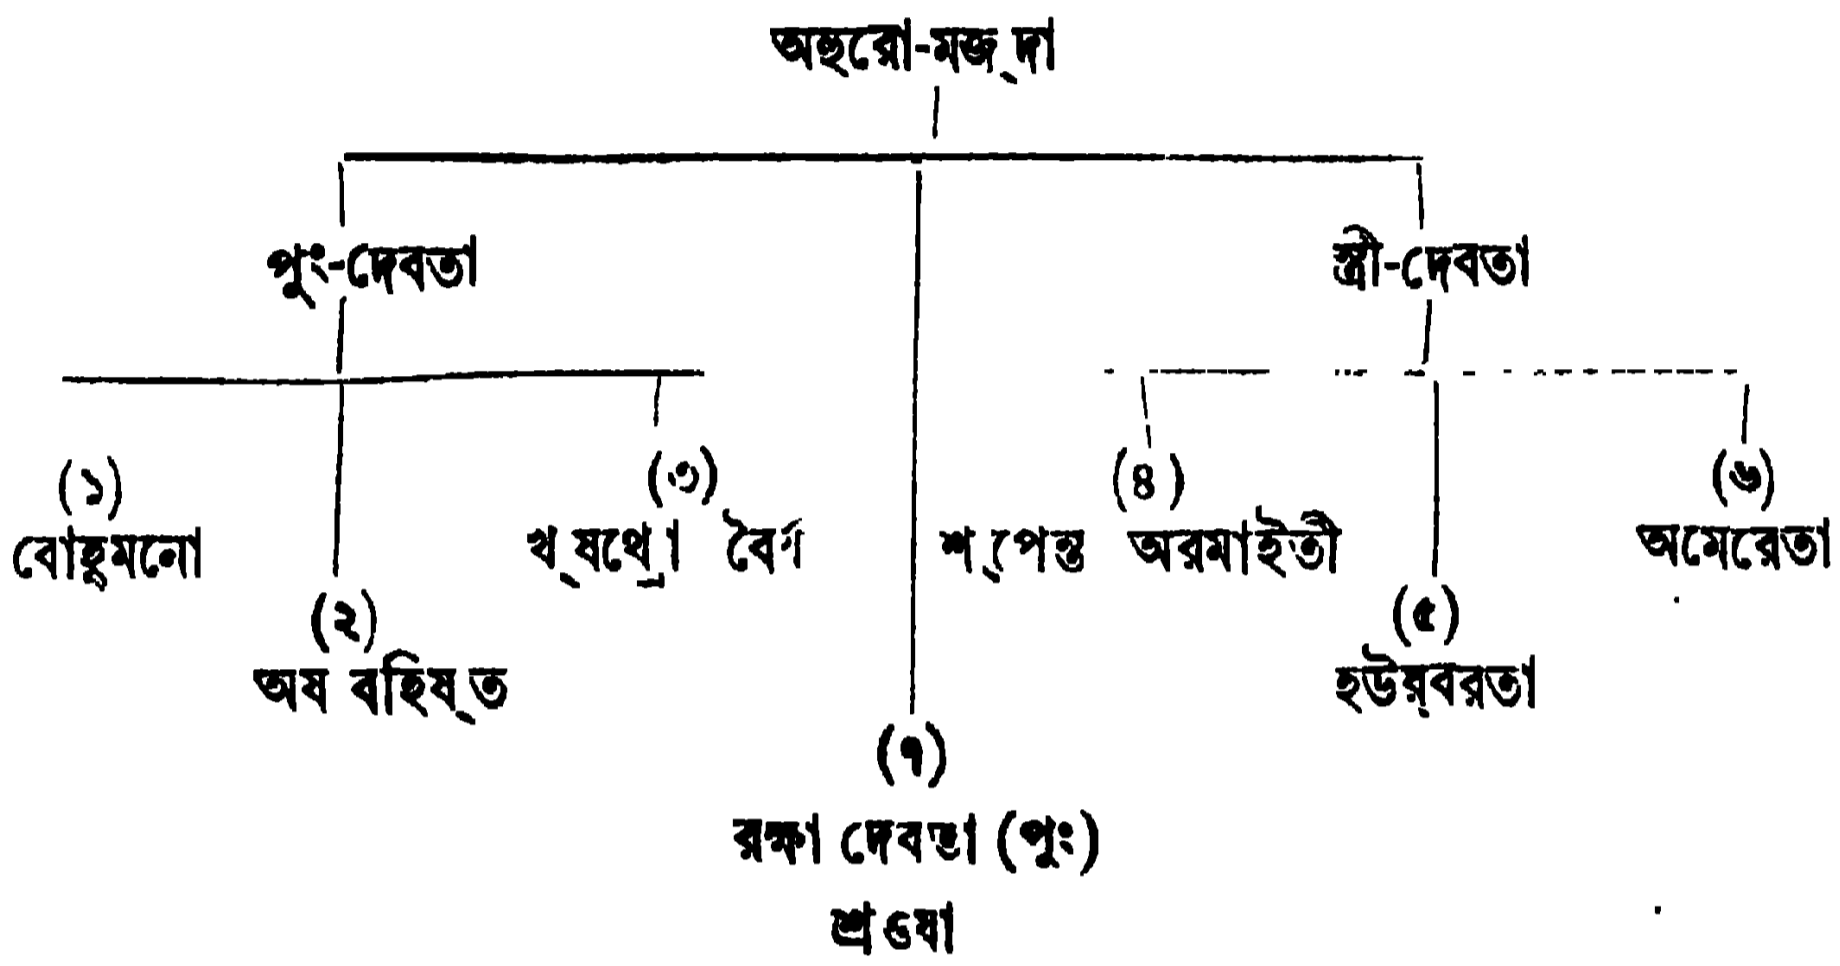 অহুরো-মজ্‌দা
পুং-দেবতা
স্ত্রী-দেবতা
(১)
বোহুমনো
(২)
অষ বহিষ্‌ত
(৩)
খ্‌ষথ্রো
(৪)
শ্‌পেন্ত অরমাইতী
(৫)
হউর্‌বরতা
(৬)
অমেরেতা
(৭)
রক্ষা দেবতা (পুং)
শ্রওষা